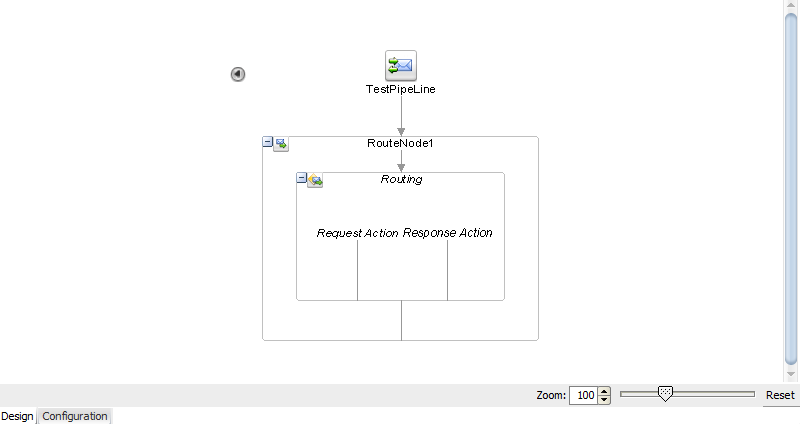 TestPipeLine
RouteNode1
Routing
Request Action Response Action
Zoom: 100 Reset
Design Configuration